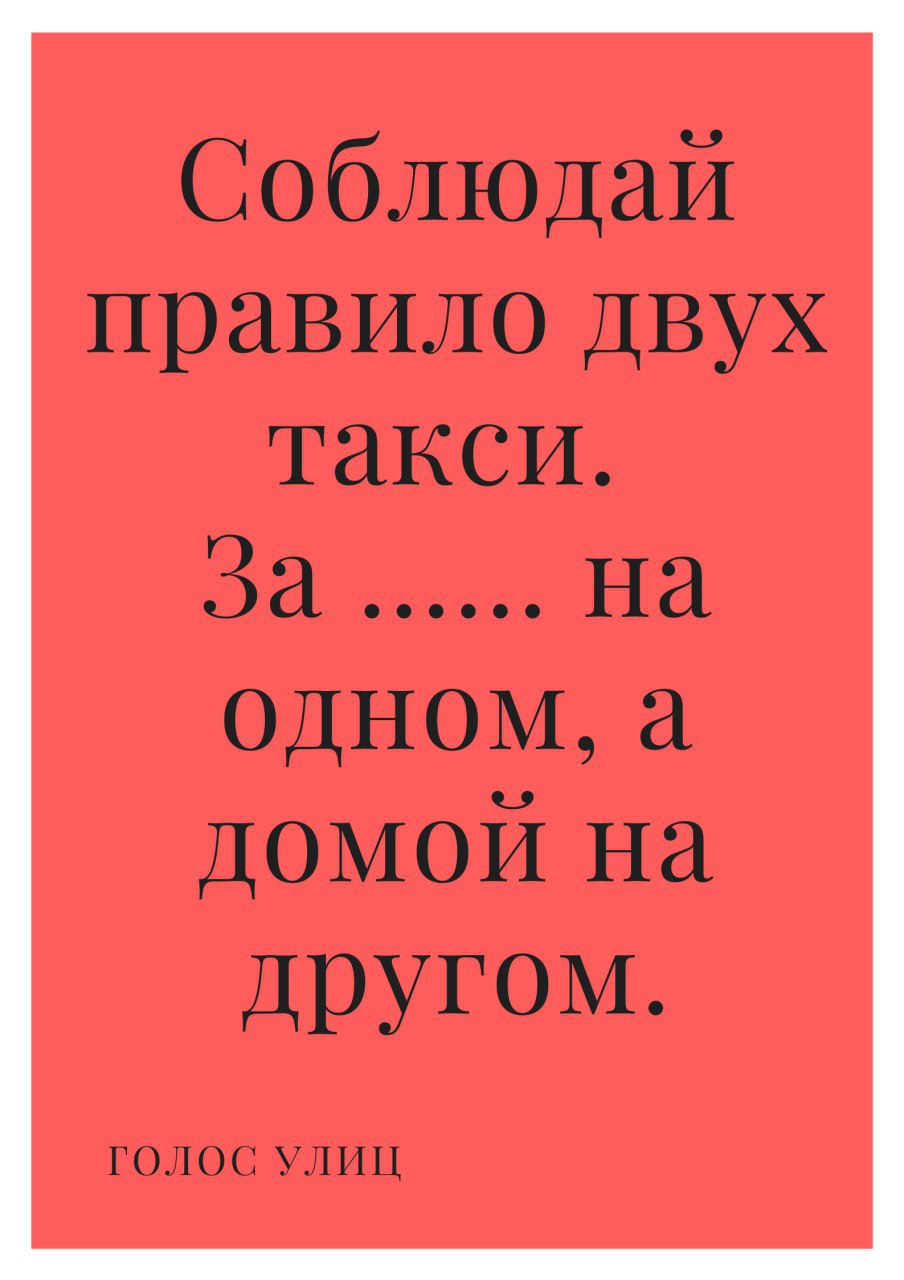 Соблюдай
правило двух
такси.
За ...... на
одном, а
домой на
другом.
ГОЛОС УЛИЦ